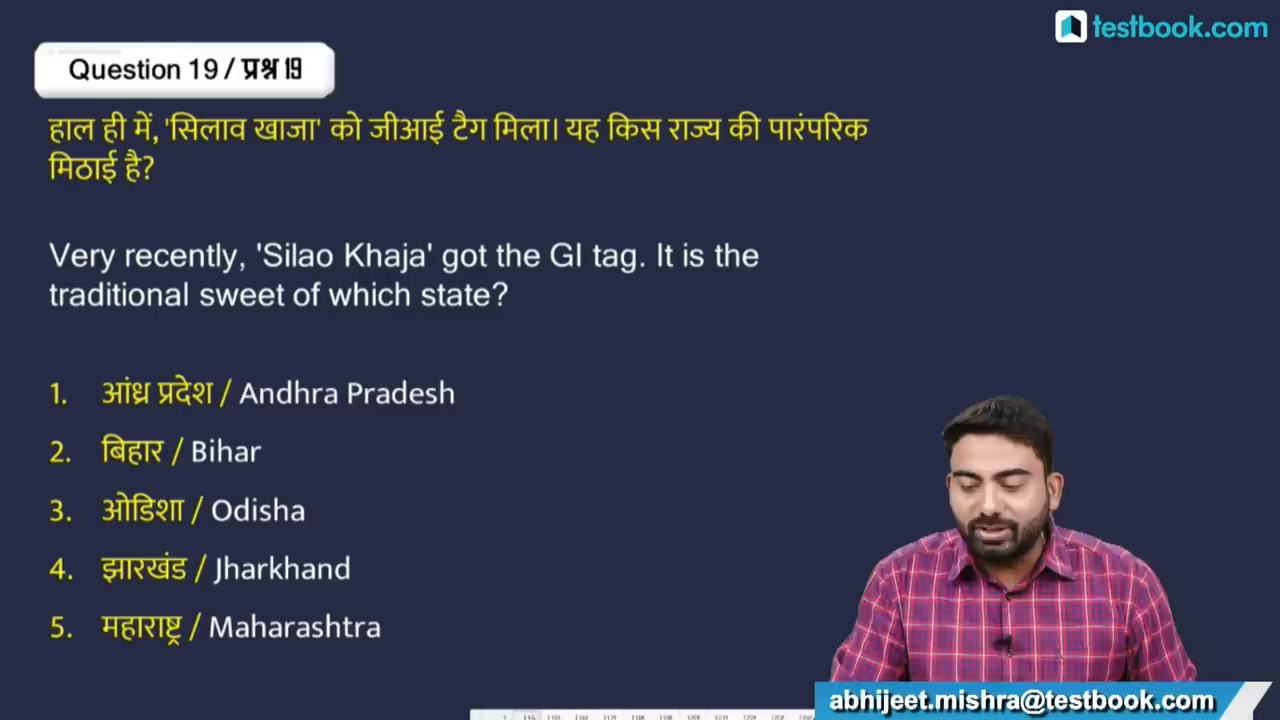 testbook.com
Question 19 / प्रश्न 19
हाल ही में, 'सिलाव खाजा' को जीआई टैग मिला। यह किस राज्य की पारंपरिक
मिठाई है?
Very recently, 'Silao Khaja' got the GI tag. It is the
traditional sweet of which state?
1. आंध्र प्रदेश / Andhra Pradesh
2. बिहार / Bihar
3. ओडिशा / Odisha
4. झारखंड / Jharkhand
5. महाराष्ट्र / Maharashtra
abhijeet.mishra@testbook.com